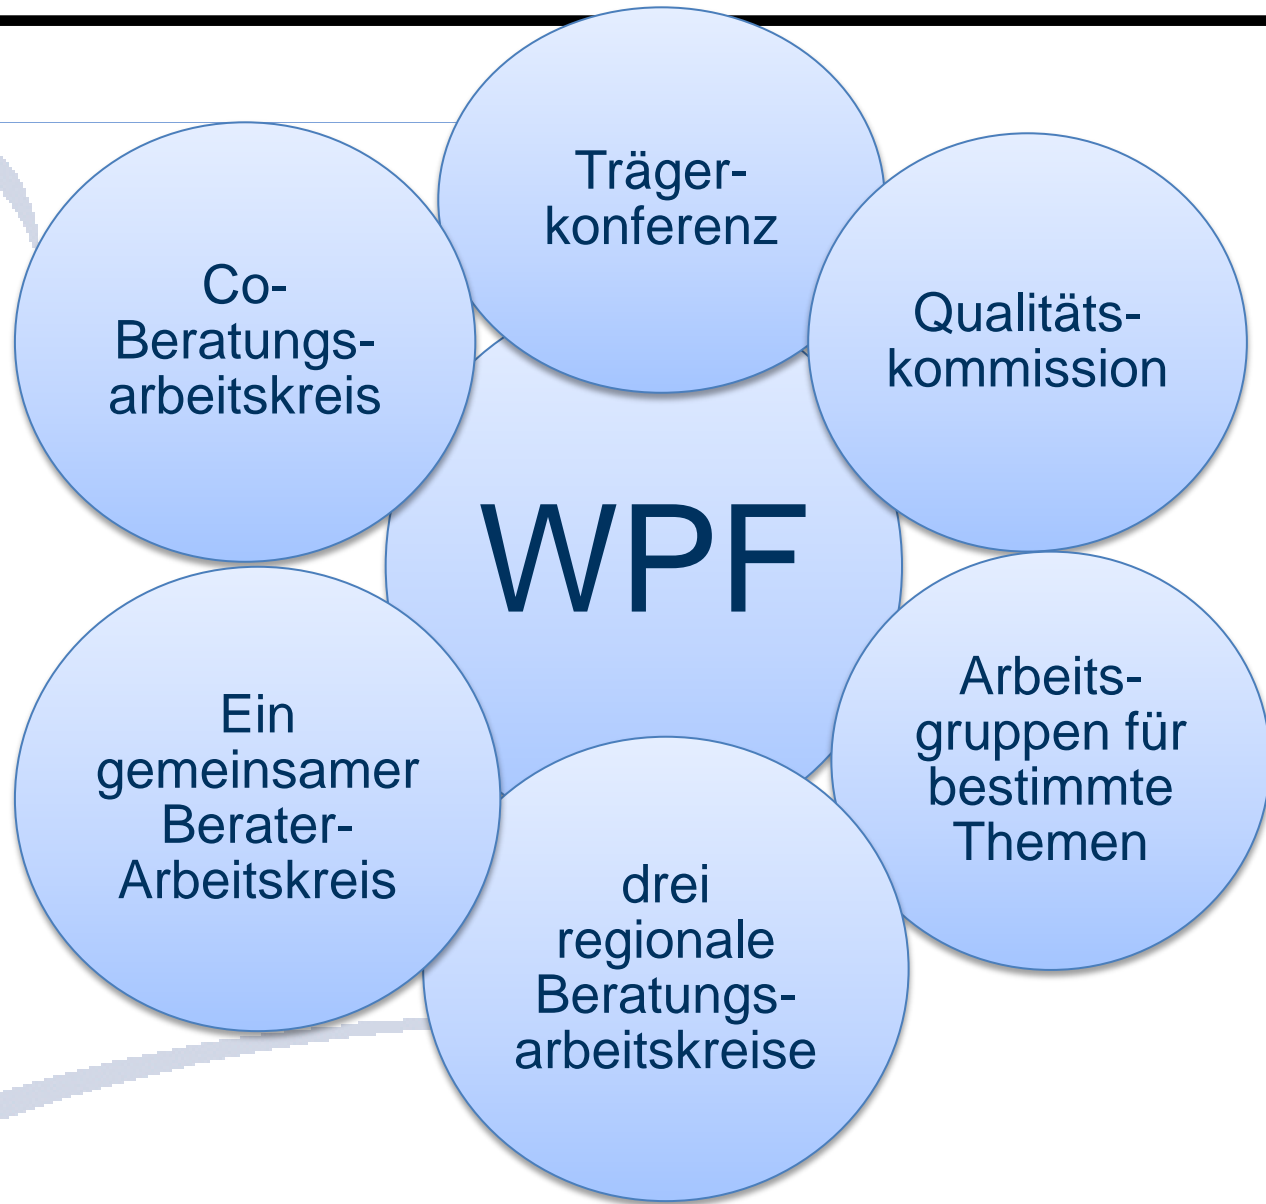 Träger-
konferenz
Co-
Beratungs-
arbeitskreis
Qualitäts-
kommission
WPF
Ein
gemeinsamer
Berater-
Arbeitskreis
Arbeits-
gruppen für
bestimmte
Themen
drei
regionale
Beratungs-
arbeitskreise